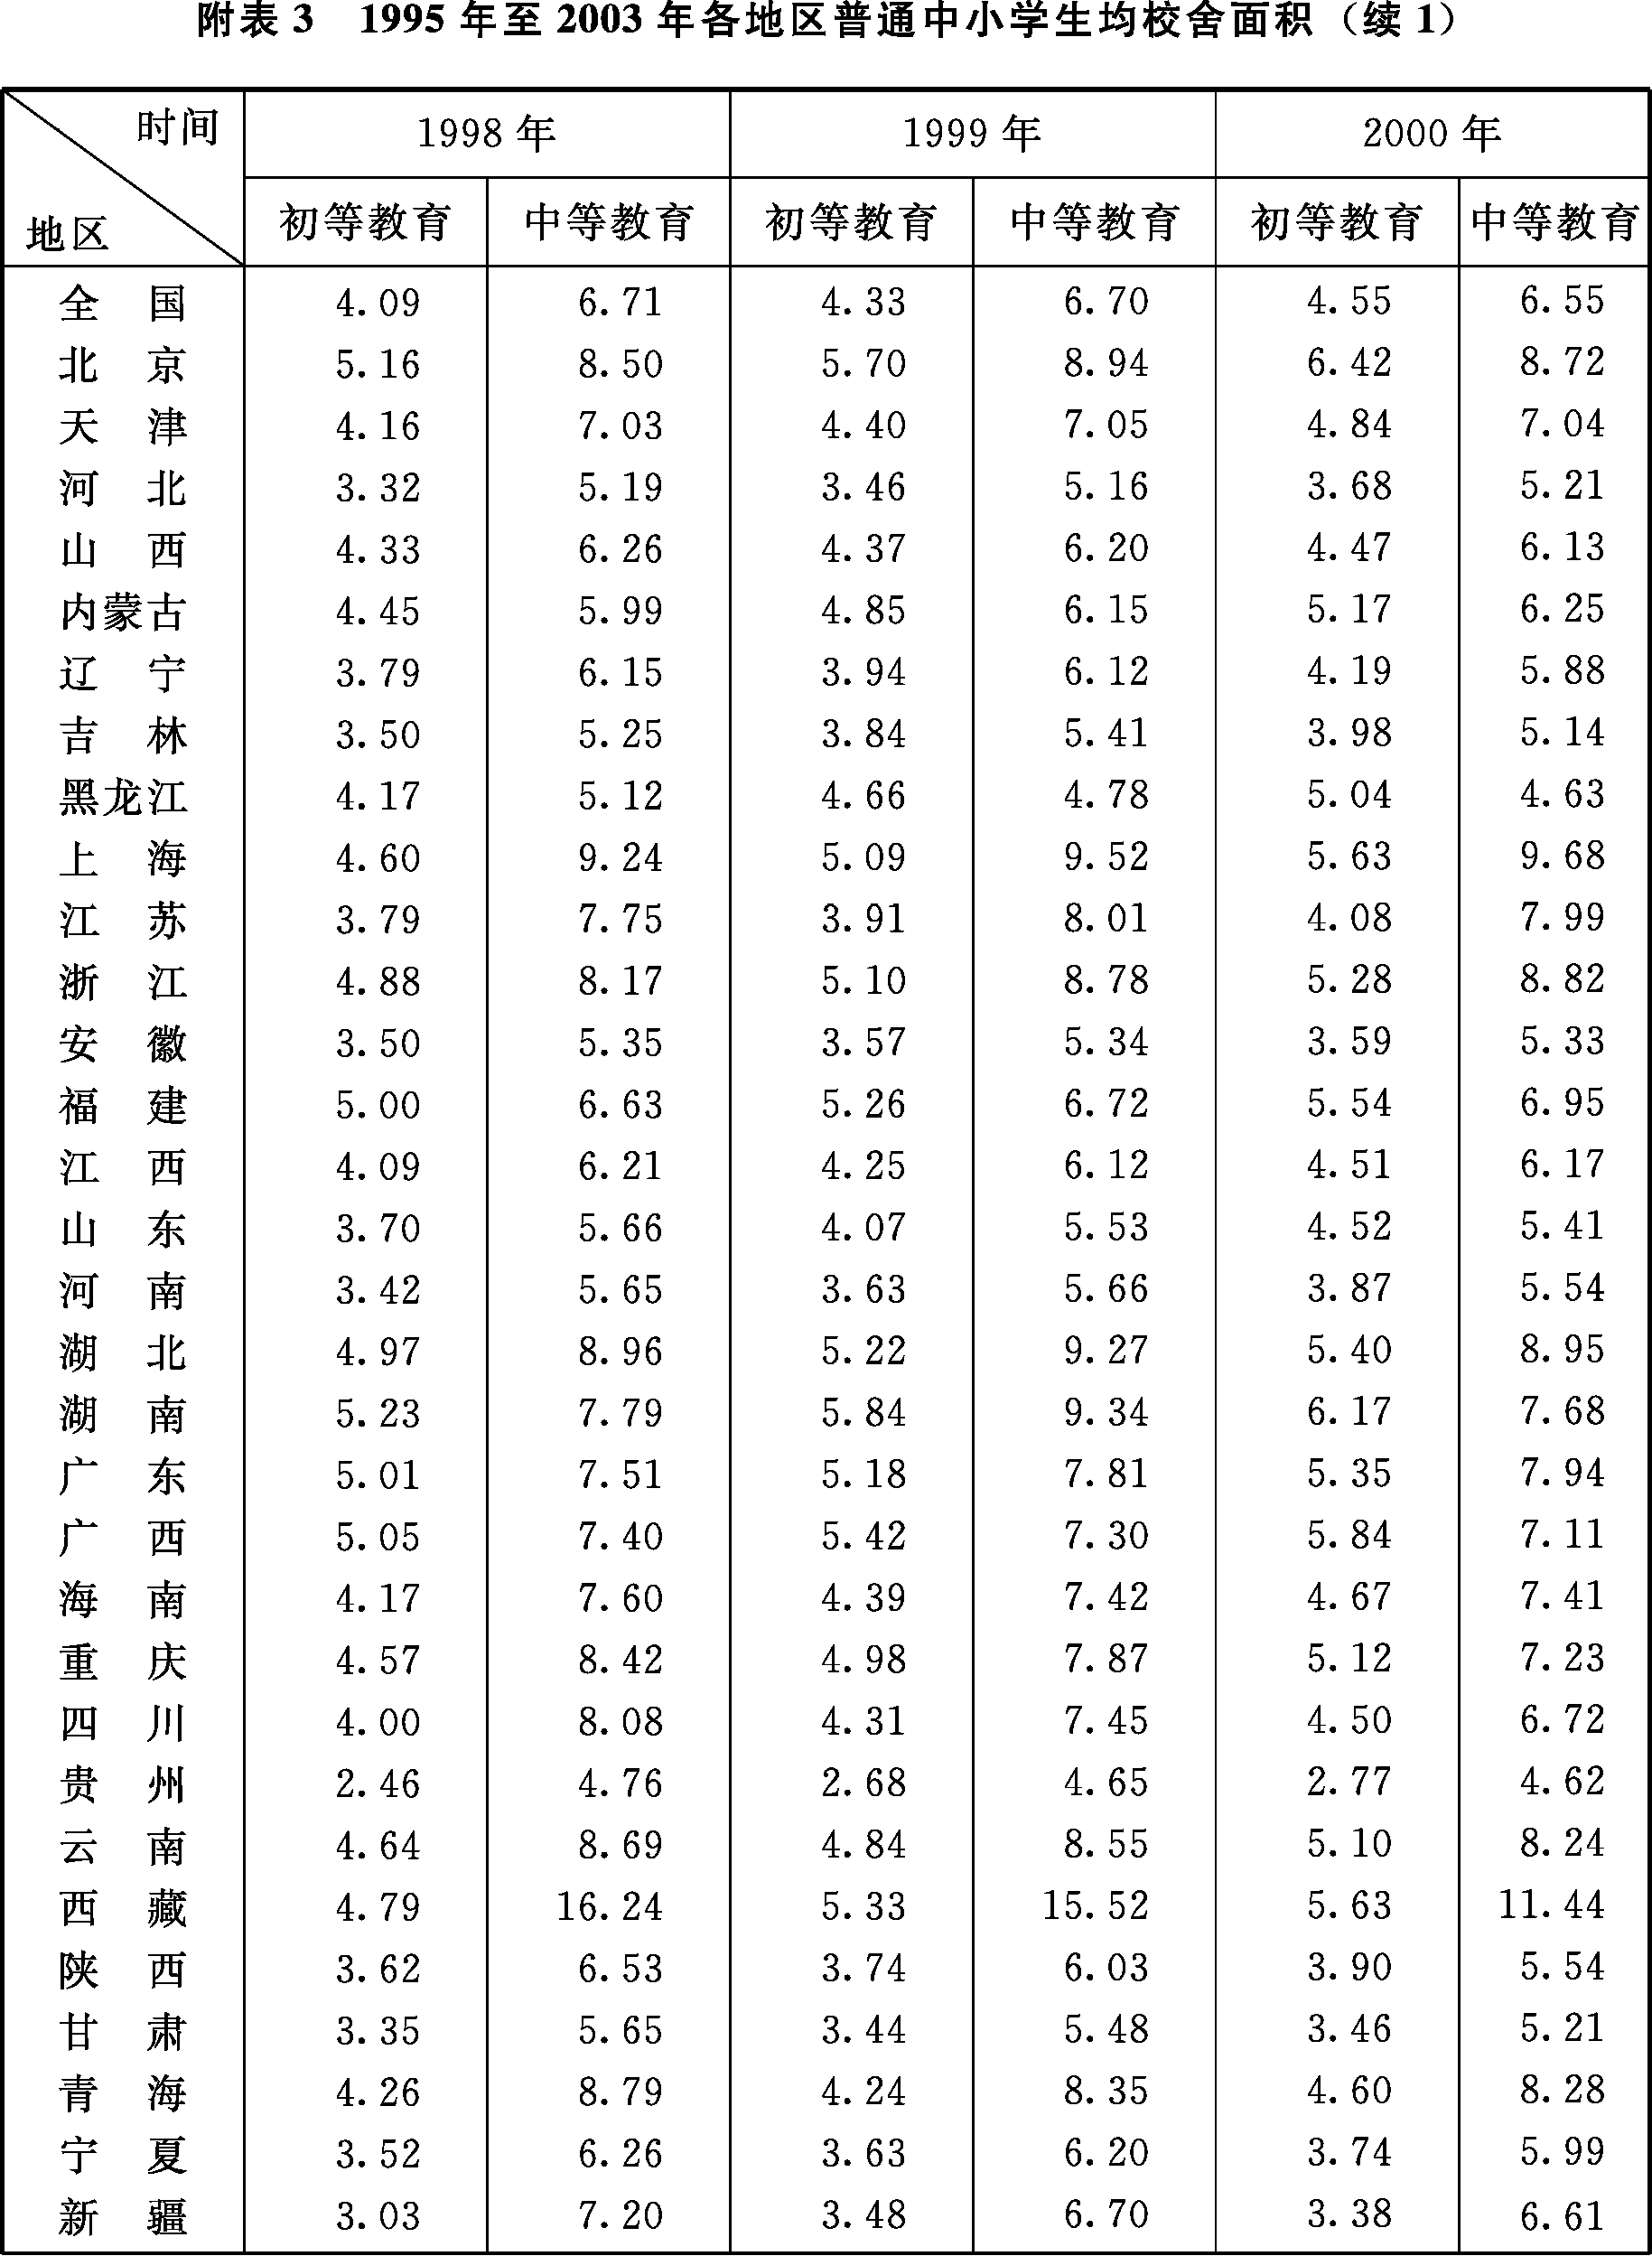 附表 3 1995 年至 2003 年各地区普通中小学生均校舍面积（续 1）
时间 1998 年 1999 年 2000 年
地区 初等教育 中等教育 初等教育 中等教育 初等教育 中等教育
全 国 4.09 6.71 4.33 6.70 4.55 6.55
北 京 5.16 8.50 5.70 8.94 6.42 8.72
天 津 4.16 7.03 4.40 7.05 4.84 7.04
河 北 3.32 5.19 3.46 5.16 3.68 5.21
山 西 4.33 6.26 4.37 6.20 4.47 6.13
内蒙古 4.45 5.99 4.85 6.15 5.17 6.25
辽 宁 3.79 6.15 3.94 6.12 4.19 5.88
吉 林 3.50 5.25 3.84 5.41 3.98 5.14
黑龙江 4.17 5.12 4.66 4.78 5.04 4.63
上 海 4.60 9.24 5.09 9.52 5.63 9.68
江 苏 3.79 7.75 3.91 8.01 4.08 7.99
浙 江 4.88 8.17 5.10 8.78 5.28 8.82
安 徽 3.50 5.35 3.57 5.34 3.59 5.33
福 建 5.00 6.63 5.26 6.72 5.54 6.95
江 西 4.09 6.21 4.25 6.12 4.51 6.17
山 东 3.70 5.66 4.07 5.53 4.52 5.41
河 南 3.42 5.65 3.63 5.66 3.87 5.54
湖 北 4.97 8.96 5.22 9.27 5.40 8.95
湖 南 5.23 7.79 5.84 9.34 6.17 7.68
广 东 5.01 7.51 5.18 7.81 5.35 7.94
广 西 5.05 7.40 5.42 7.30 5.84 7.11
海 南 4.17 7.60 4.39 7.42 4.67 7.41
重 庆 4.57 8.42 4.98 7.87 5.12 7.23
四 川 4.00 8.08 4.31 7.45 4.50 6.72
贵 州 2.46 4.76 2.68 4.65 2.77 4.62
云 南 4.64 8.69 4.84 8.55 5.10 8.24
西 藏 4.79 16.24 5.33 15.52 5.63 11.44
陕 西 3.62 6.53 3.74 6.03 3.90 5.54
甘 肃 3.35 5.65 3.44 5.48 3.46 5.21
青 海 4.26 8.79 4.24 8.35 4.60 8.28
宁 夏 3.52 6.26 3.63 6.20 3.74 5.99
新 疆 3.03 7.20 3.48 6.70 3.38 6.61